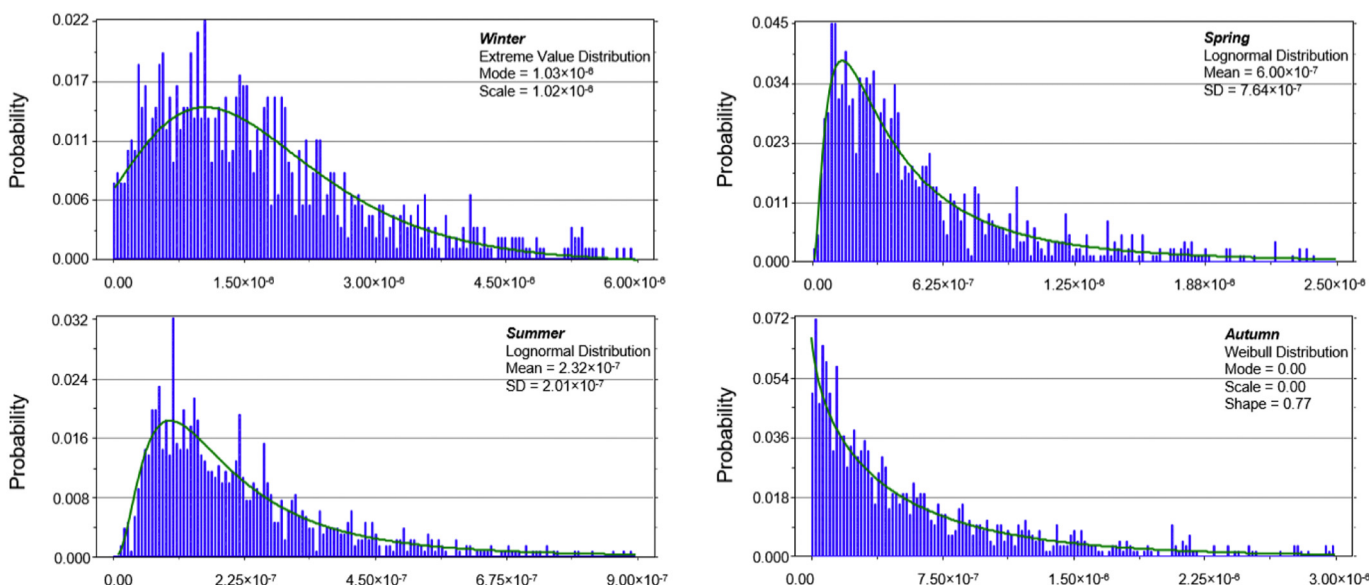 Probability
0.022
0.017
0.011
0.006
0.000
Winter
Extreme Value Distribution
Mode = 1.03×10⁻⁶
Scale = 1.02×10⁻⁶
0.00 1.50×10⁻⁶ 3.00×10⁻⁶ 4.50×10⁻⁶ 6.00×10⁻⁶
Probability
0.045
0.034
0.023
0.011
0.000
Spring
Lognormal Distribution
Mean = 6.00×10⁻⁷
SD = 7.64×10⁻⁷
0.00 6.25×10⁻⁷ 1.25×10⁻⁶ 1.88×10⁻⁶ 2.50×10⁻⁶
Probability
0.032
0.024
0.016
0.008
0.000
Summer
Lognormal Distribution
Mean = 2.32×10⁻⁷
SD = 2.01×10⁻⁷
0.00 2.25×10⁻⁷ 4.50×10⁻⁷ 6.75×10⁻⁷ 9.00×10⁻⁷
Probability
0.072
0.054
0.036
0.018
0.000
Autumn
Weibull Distribution
Mode = 0.00
Scale = 0.00
Shape = 0.77
0.00 7.50×10⁻⁷ 1.50×10⁻⁶ 2.25×10⁻⁶ 3.00×10⁻⁶